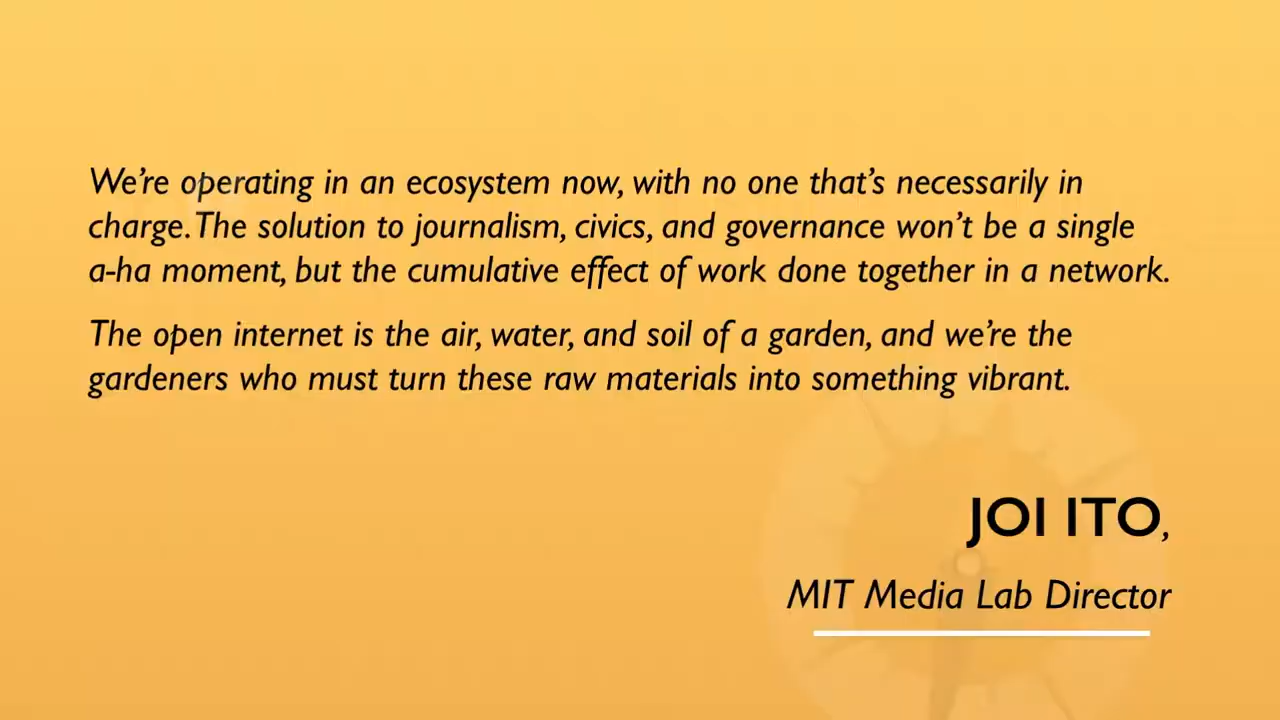 We’re operating in an ecosystem now, with no one that’s necessarily in
charge. The solution to journalism, civics, and governance won’t be a single
a-ha moment, but the cumulative effect of work done together in a network.
The open internet is the air, water, and soil of a garden, and we’re the
gardeners who must turn these raw materials into something vibrant.
JOI ITO,
MIT Media Lab Director